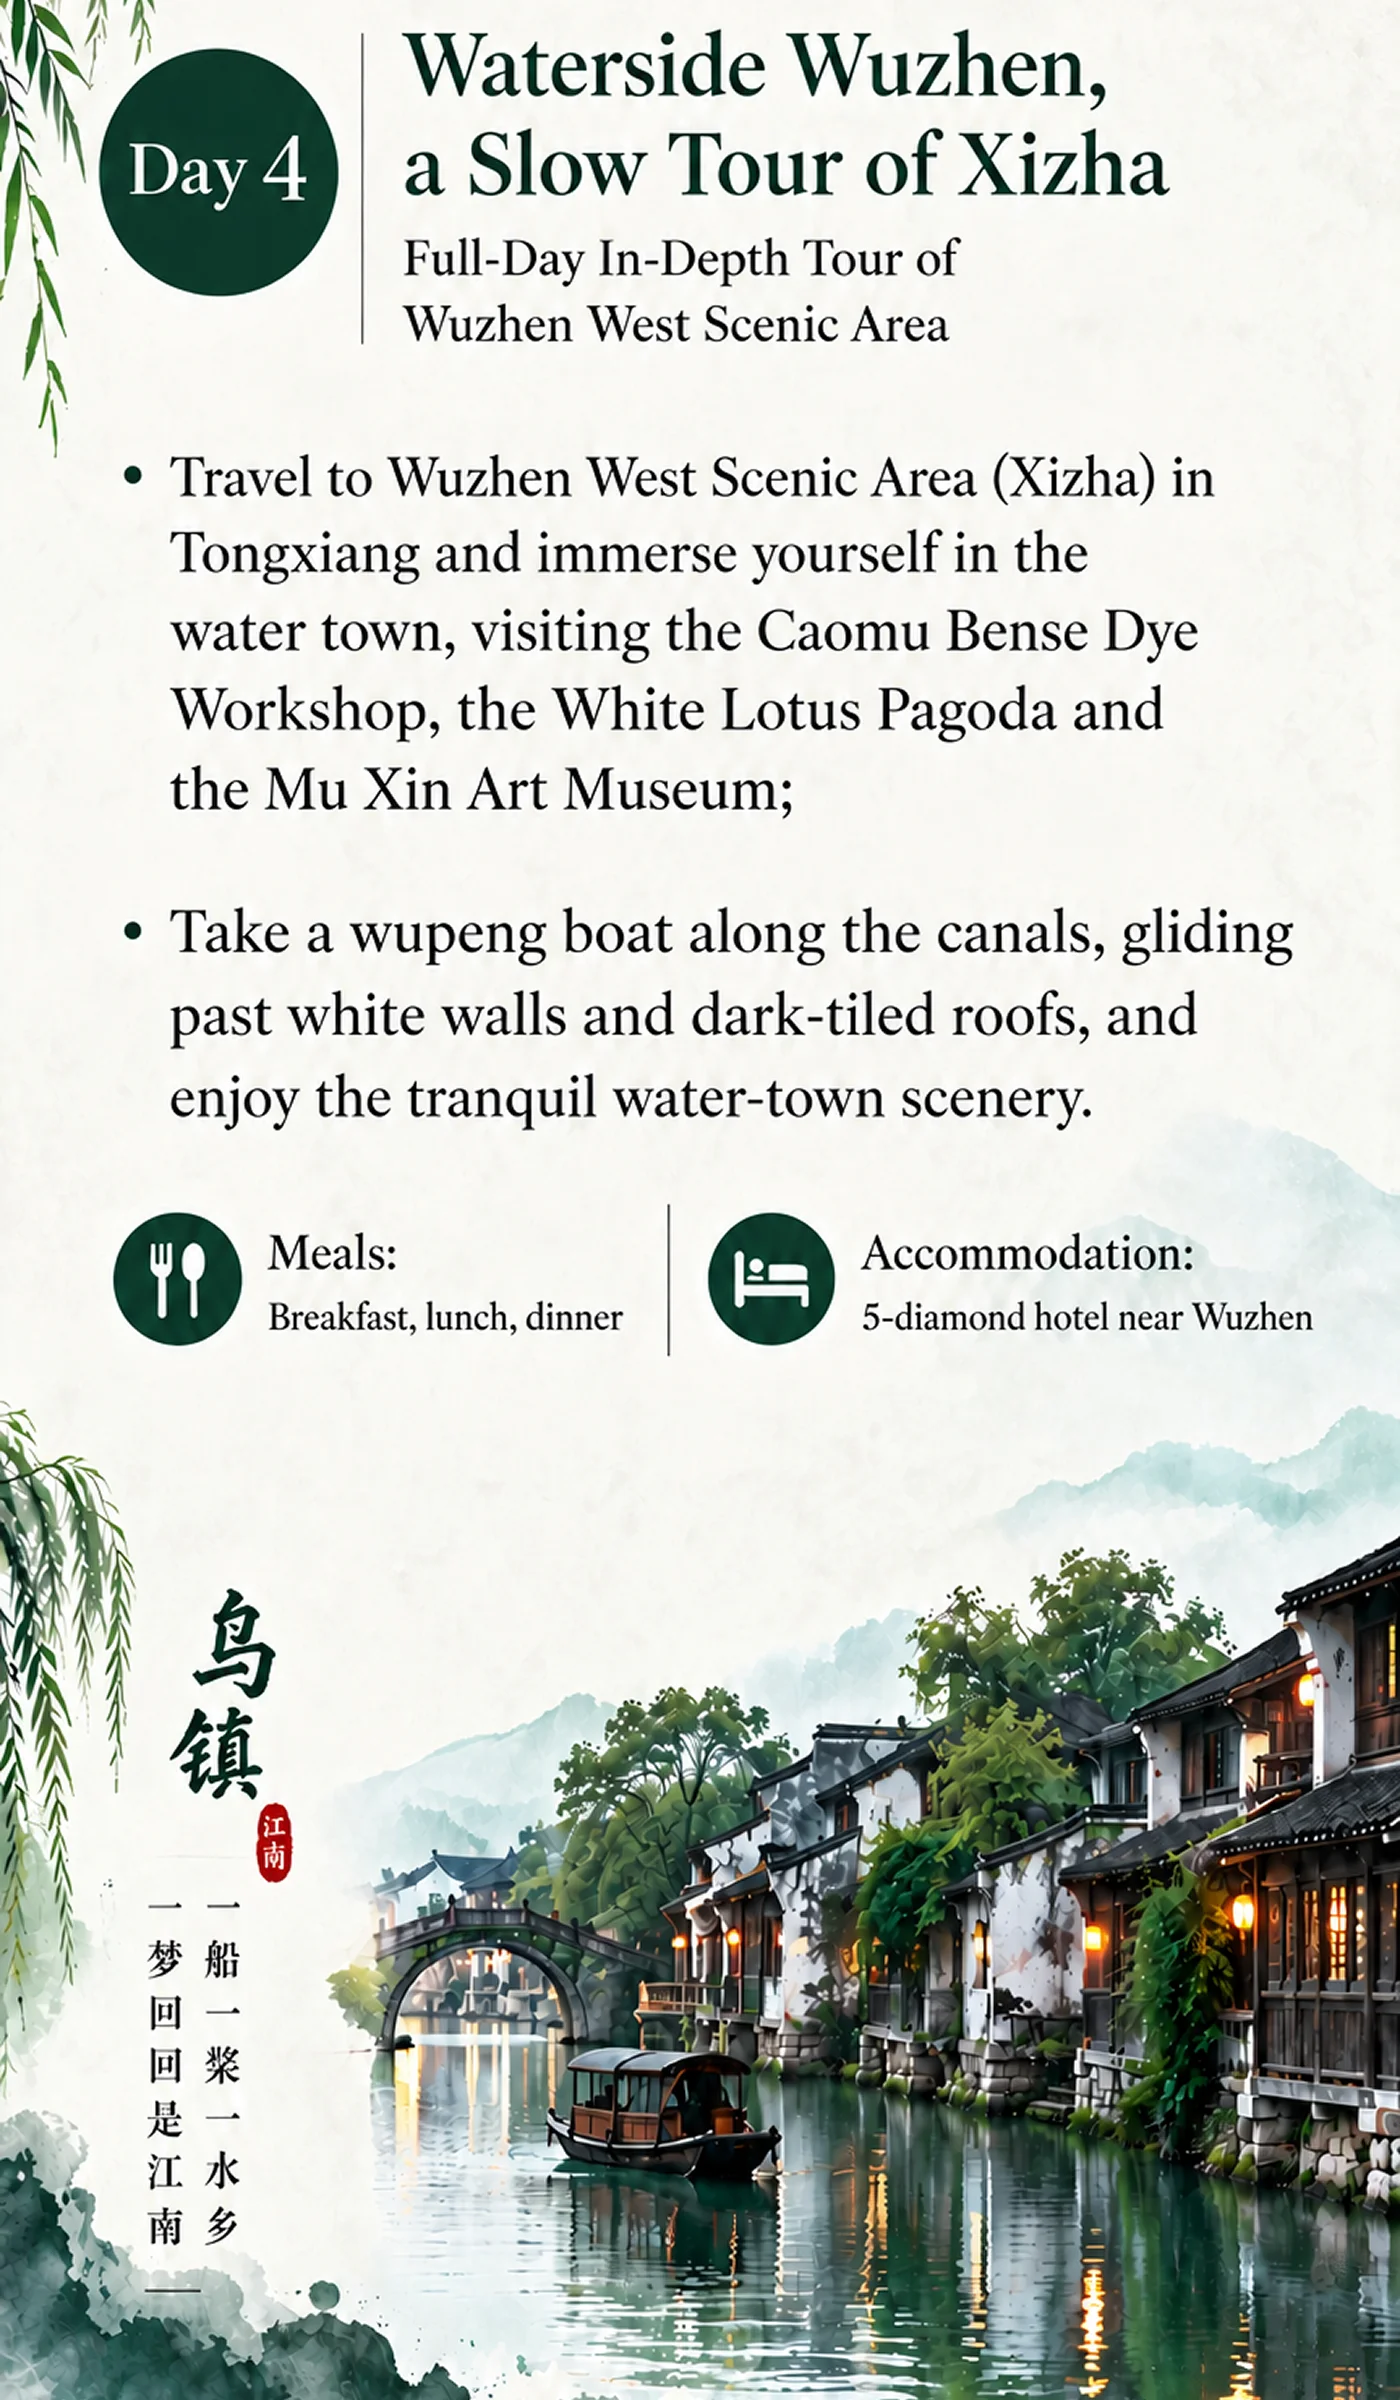 Day 4
Waterside Wuzhen,
a Slow Tour of Xizha
Full-Day In-Depth Tour of
Wuzhen West Scenic Area
• Travel to Wuzhen West Scenic Area (Xizha) in
Tongxiang and immerse yourself in the
water town, visiting the Caomu Bense Dye
Workshop, the White Lotus Pagoda and
the Mu Xin Art Museum;
• Take a wupeng boat along the canals, gliding
past white walls and dark-tiled roofs, and
enjoy the tranquil water-town scenery.
Meals:
Breakfast, lunch, dinner
Accommodation:
5-diamond hotel near Wuzhen
乌镇
江南
一船一桨一水乡
一梦回回是江南